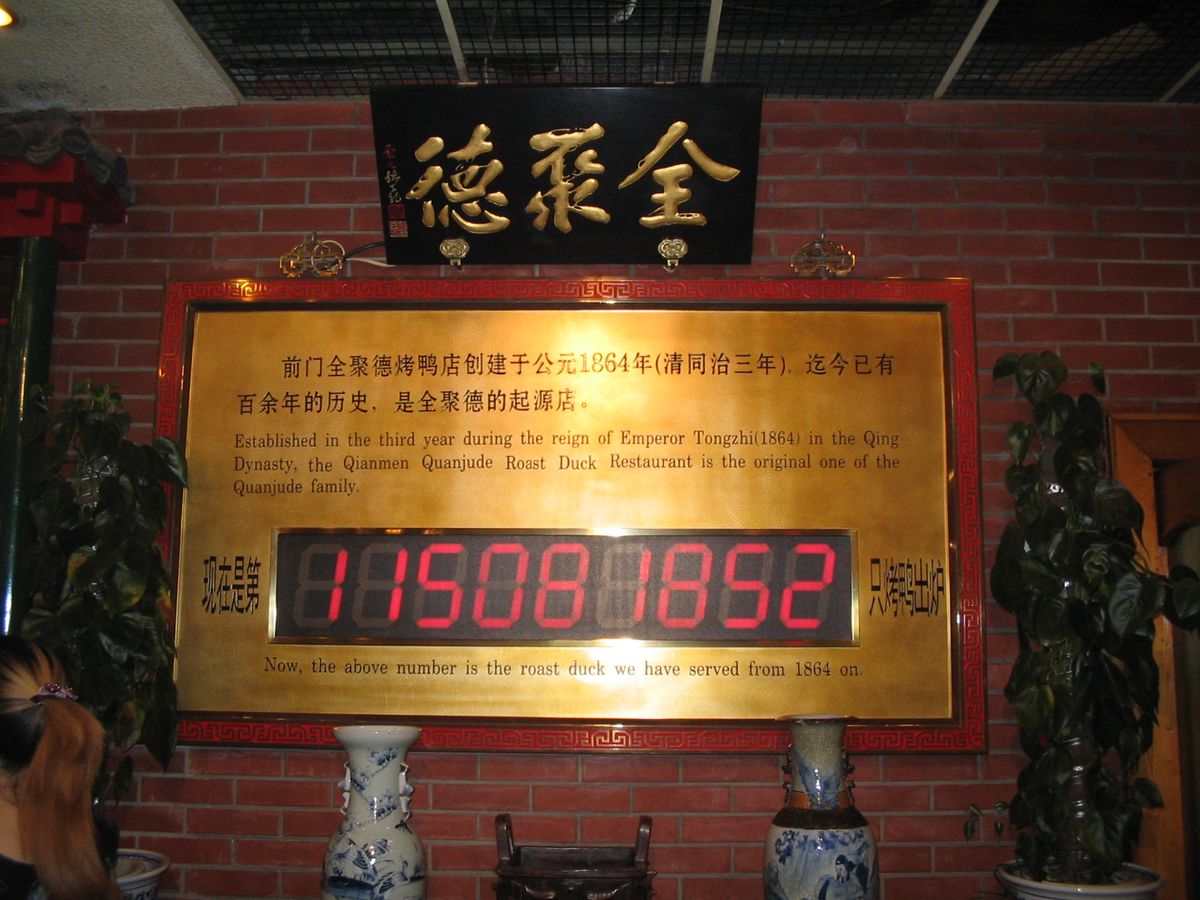 全聚德
前门全聚德烤鸭店创建于公元1864年(清同治三年)，迄今已有
百余年的历史，是全聚德的起源店。
Established in the third year during the reign of Emperor Tongzhi(1864) in the Qing
Dynasty, the Qianmen Quanjude Roast Duck Restaurant is the original one of the
Quanjude family.
现在是第 115081852 只烤鸭出炉
Now, the above number is the roast duck we have served from 1864 on.